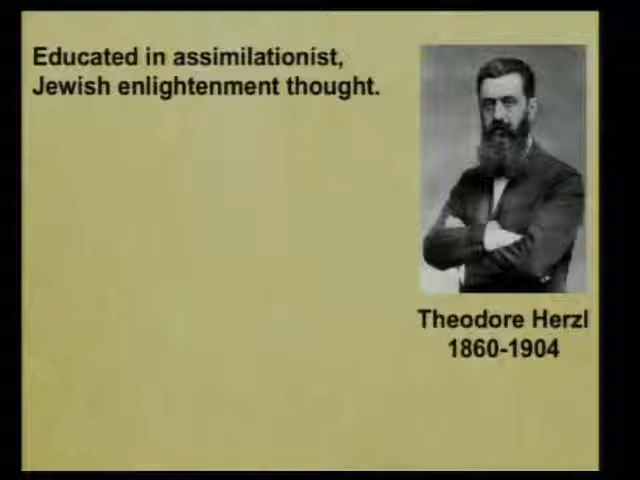 Educated in assimilationist,
Jewish enlightenment thought.
Theodore Herzl
1860-1904